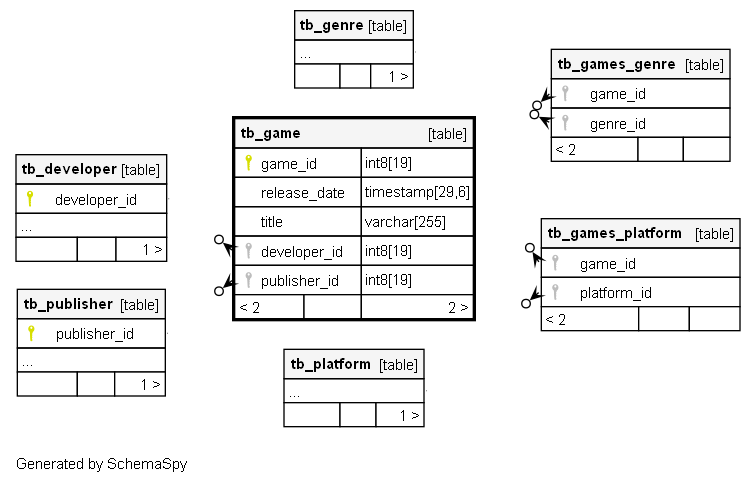 tb_genre [table]
...
1 >
tb_games_genre [table]
game_id
genre_id
< 2
tb_game [table]
game_id int8[19]
release_date timestamp[29,6]
title varchar[255]
developer_id int8[19]
publisher_id int8[19]
< 2 2 >
tb_developer [table]
developer_id
...
1 >
tb_games_platform [table]
game_id
platform_id
< 2
tb_publisher [table]
publisher_id
...
1 >
tb_platform [table]
...
1 >
Generated by SchemaSpy